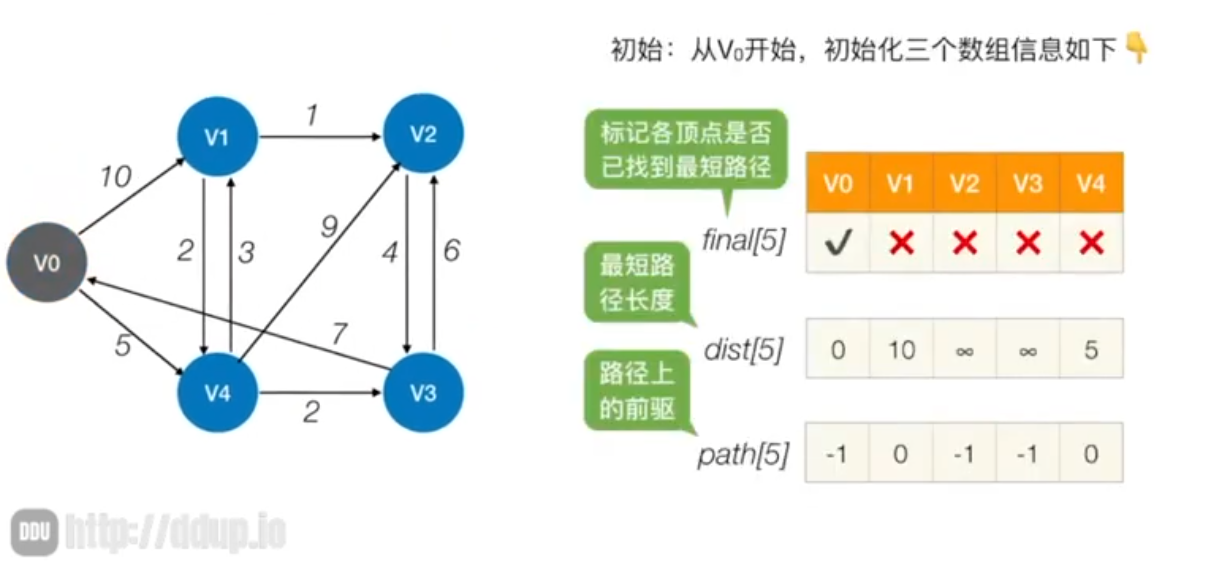 初始：从V₀开始，初始化三个数组信息如下👇
1
V1
V2
10
标记各顶点是否
已找到最短路径
V0 V1 V2 V3 V4
final[5] ✓ ❌ ❌ ❌ ❌
2
3
9
4
6
V0
最短路
径长度
dist[5] 0 10 ∞ ∞ 5
5
7
V4
V3
2
路径上
的前驱
path[5] -1 0 -1 -1 0
DDU http://ddup.io